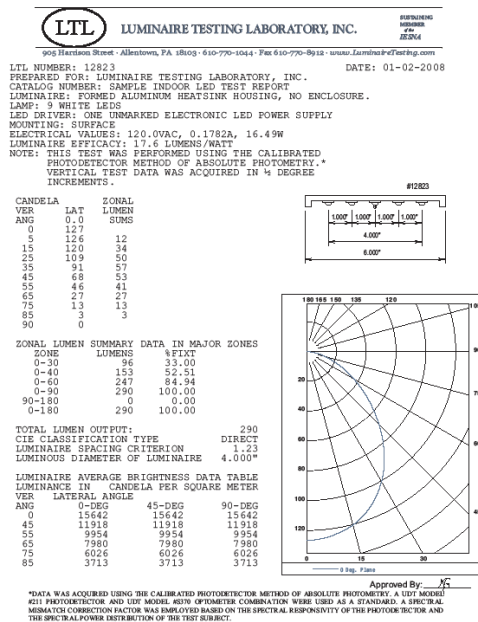 LTL
LUMINAIRE TESTING LABORATORY, INC.
SUSTAINING
MEMBER
of the
IESNA
905 Harrison Street · Allentown, PA 18103 · 610-770-1044 · Fax 610-770-8912 · www.LuminaireTesting.com
LTL NUMBER: 12823 DATE: 01-02-2008
PREPARED FOR: LUMINAIRE TESTING LABORATORY, INC.
CATALOG NUMBER: SAMPLE INDOOR LED TEST REPORT
LUMINAIRE: FORMED ALUMINUM HEATSINK HOUSING, NO ENCLOSURE.
LAMP: 9 WHITE LEDS
LED DRIVER: ONE UNMARKED ELECTRONIC LED POWER SUPPLY
MOUNTING: SURFACE
ELECTRICAL VALUES: 120.0VAC, 0.1782A, 16.49W
LUMINAIRE EFFICACY: 17.6 LUMENS/WATT
NOTE: THIS TEST WAS PERFORMED USING THE CALIBRATED
PHOTODETECTOR METHOD OF ABSOLUTE PHOTOMETRY.*
VERTICAL TEST DATA WAS ACQUIRED IN ½ DEGREE
INCREMENTS.
#12823
1.000" 1.000" 1.000" 1.000"
4.000"
6.000"
CANDELA ZONAL
VER LAT LUMEN
ANG 0.0 SUMS
0 127
5 126 12
15 120 34
25 109 50
35 91 57
45 68 53
55 46 41
65 27 27
75 13 13
85 3 3
90 0
ZONAL LUMEN SUMMARY DATA IN MAJOR ZONES
ZONE LUMENS %FIXT
0-30 96 33.00
0-40 153 52.51
0-60 247 84.94
0-90 290 100.00
90-180 0 0.00
0-180 290 100.00
TOTAL LUMEN OUTPUT: 290
CIE CLASSIFICATION TYPE DIRECT
LUMINAIRE SPACING CRITERION 1.23
LUMINOUS DIAMETER OF LUMINAIRE 4.000"
LUMINAIRE AVERAGE BRIGHTNESS DATA TABLE
LUMINANCE IN CANDELA PER SQUARE METER
VER LATERAL ANGLE
ANG 0-DEG 45-DEG 90-DEG
0 15642 15642 15642
45 11918 11918 11918
55 9954 9954 9954
65 7980 7980 7980
75 6026 6026 6026
85 3713 3713 3713
180 165 150 135 120
20
40
60
80
100
120
0 15 30
0 Deg. Plane
Approved By:
*DATA WAS ACQUIRED USING THE CALIBRATED PHOTODETECTOR METHOD OF ABSOLUTE PHOTOMETRY. A UDT MODEL
#211 PHOTODETECTOR AND UDT MODEL #S370 OPTOMETER COMBINATION WERE USED AS A STANDARD. A SPECTRAL
MISMATCH CORRECTION FACTOR WAS EMPLOYED BASED ON THE SPECTRAL RESPONSIVITY OF THE PHOTODETECTOR AND
THE SPECTRAL POWER DISTRIBUTION OF THE TEST SUBJECT.